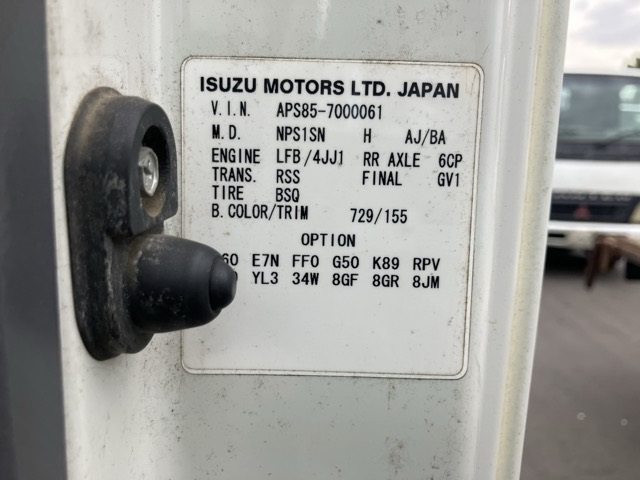 ISUZU MOTORS LTD. JAPAN
V.I.N. APS85-7000061
M.D. NPS1SN H AJ/BA
ENGINE LFB/4JJ1 RR AXLE 6CP
TRANS. RSS FINAL GV1
TIRE BSQ
B.COLOR/TRIM 729/155
OPTION
E7N FF0 G50 K89 RPV
YL3 34W 8GF 8GR 8JM